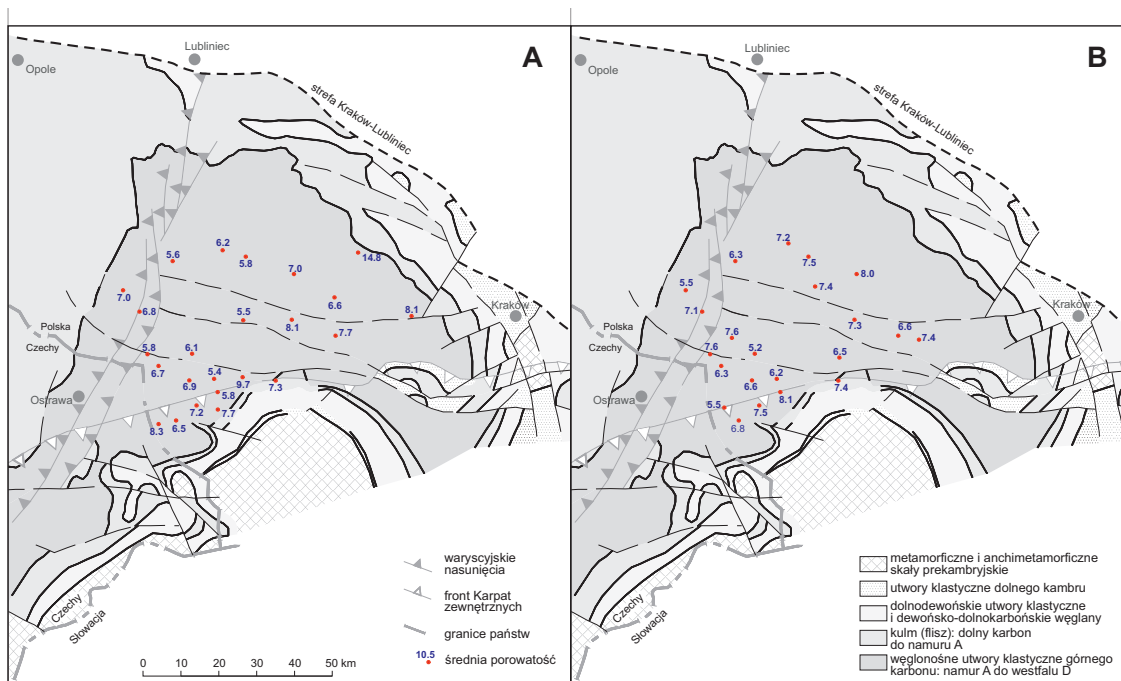 Lubliniec
A
Opole
strefa Kraków-Lubliniec
6.2
5.6
5.8
14.8
7.0
7.0
6.6
6.8
5.5
8.1
8.1
Kraków
7.7
Polska
Czechy
5.8
6.1
6.7
5.4
9.7
6.9
7.3
5.8
Ostrawa
7.2
7.7
6.5
8.3
waryscyjskie
nasunięcia
front Karpat
zewnętrznych
granice państw
10.5
średnia porowatość
Czechy
Słowacja
0 10 20 30 40 50 km
Lubliniec
B
Opole
strefa Kraków-Lubliniec
7.2
6.3
7.5
8.0
5.5
7.4
7.1
7.3
Kraków
6.6
7.4
7.6
Polska
Czechy
7.6
5.2
6.5
6.3
6.2
6.6
7.4
8.1
Ostrawa
5.5
7.5
6.8
metamorficzne i anchimetamorficzne
skały prekambryjskie
utwory klastyczne dolnego kambru
dolnodewońskie utwory klastyczne
i dewońsko-dolnokarbońskie węglany
kulm (flisz): dolny karbon
do namuru A
węglonośne utwory klastyczne górnego
karbonu: namur A do westfalu D
Czechy
Słowacja